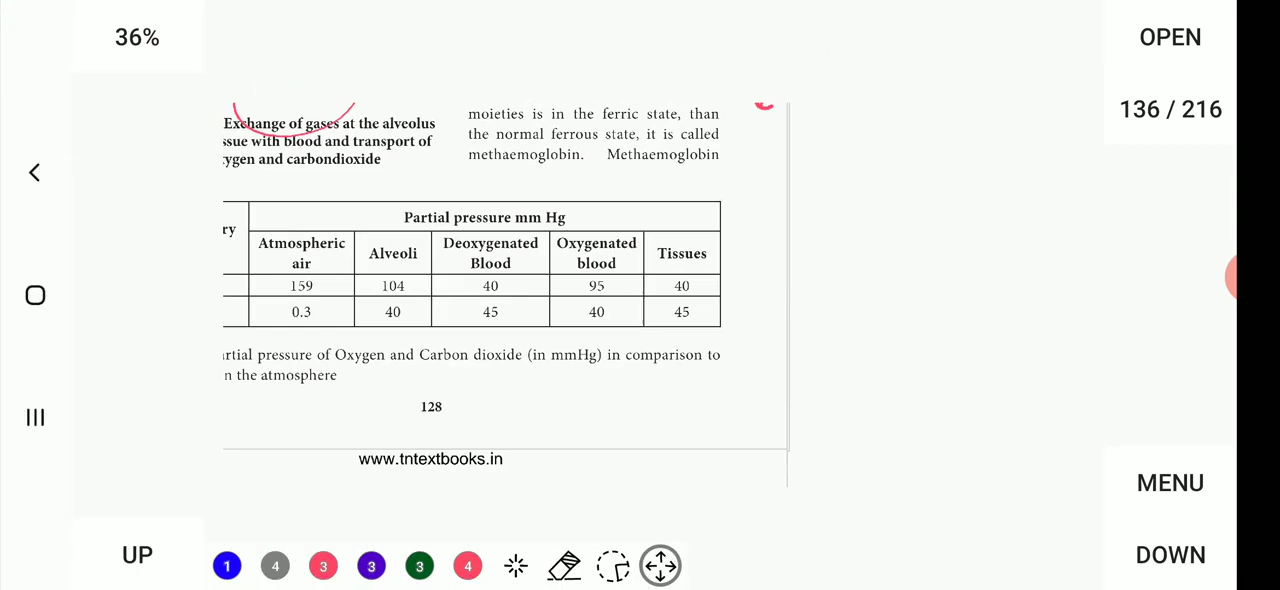 36%
OPEN
136 / 216
Exchange of gases at the alveolus
ssue with blood and transport of
ygen and carbondioxide
moieties is in the ferric state, than
the normal ferrous state, it is called
methaemoglobin. Methaemoglobin
ry
Partial pressure mm Hg
Atmospheric air
Alveoli
Deoxygenated Blood
Oxygenated blood
Tissues
159 104 40 95 40
0.3 40 45 40 45
rtial pressure of Oxygen and Carbon dioxide (in mmHg) in comparison to
n the atmosphere
128
www.tntextbooks.in
MENU
UP
DOWN
1 4 3 3 3 4